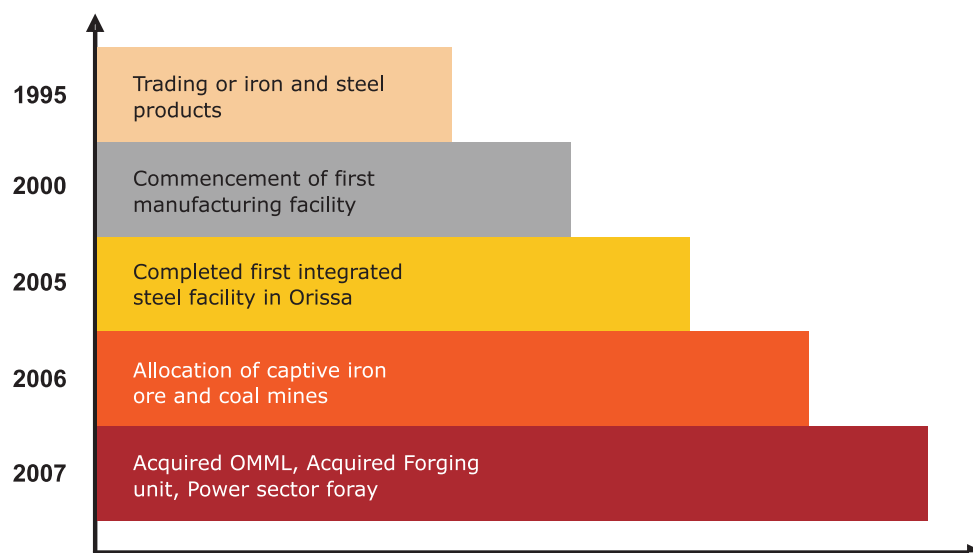 1995
Trading or iron and steel
products
2000
Commencement of first
manufacturing facility
2005
Completed first integrated
steel facility in Orissa
2006
Allocation of captive iron
ore and coal mines
2007
Acquired OMML, Acquired Forging
unit, Power sector foray